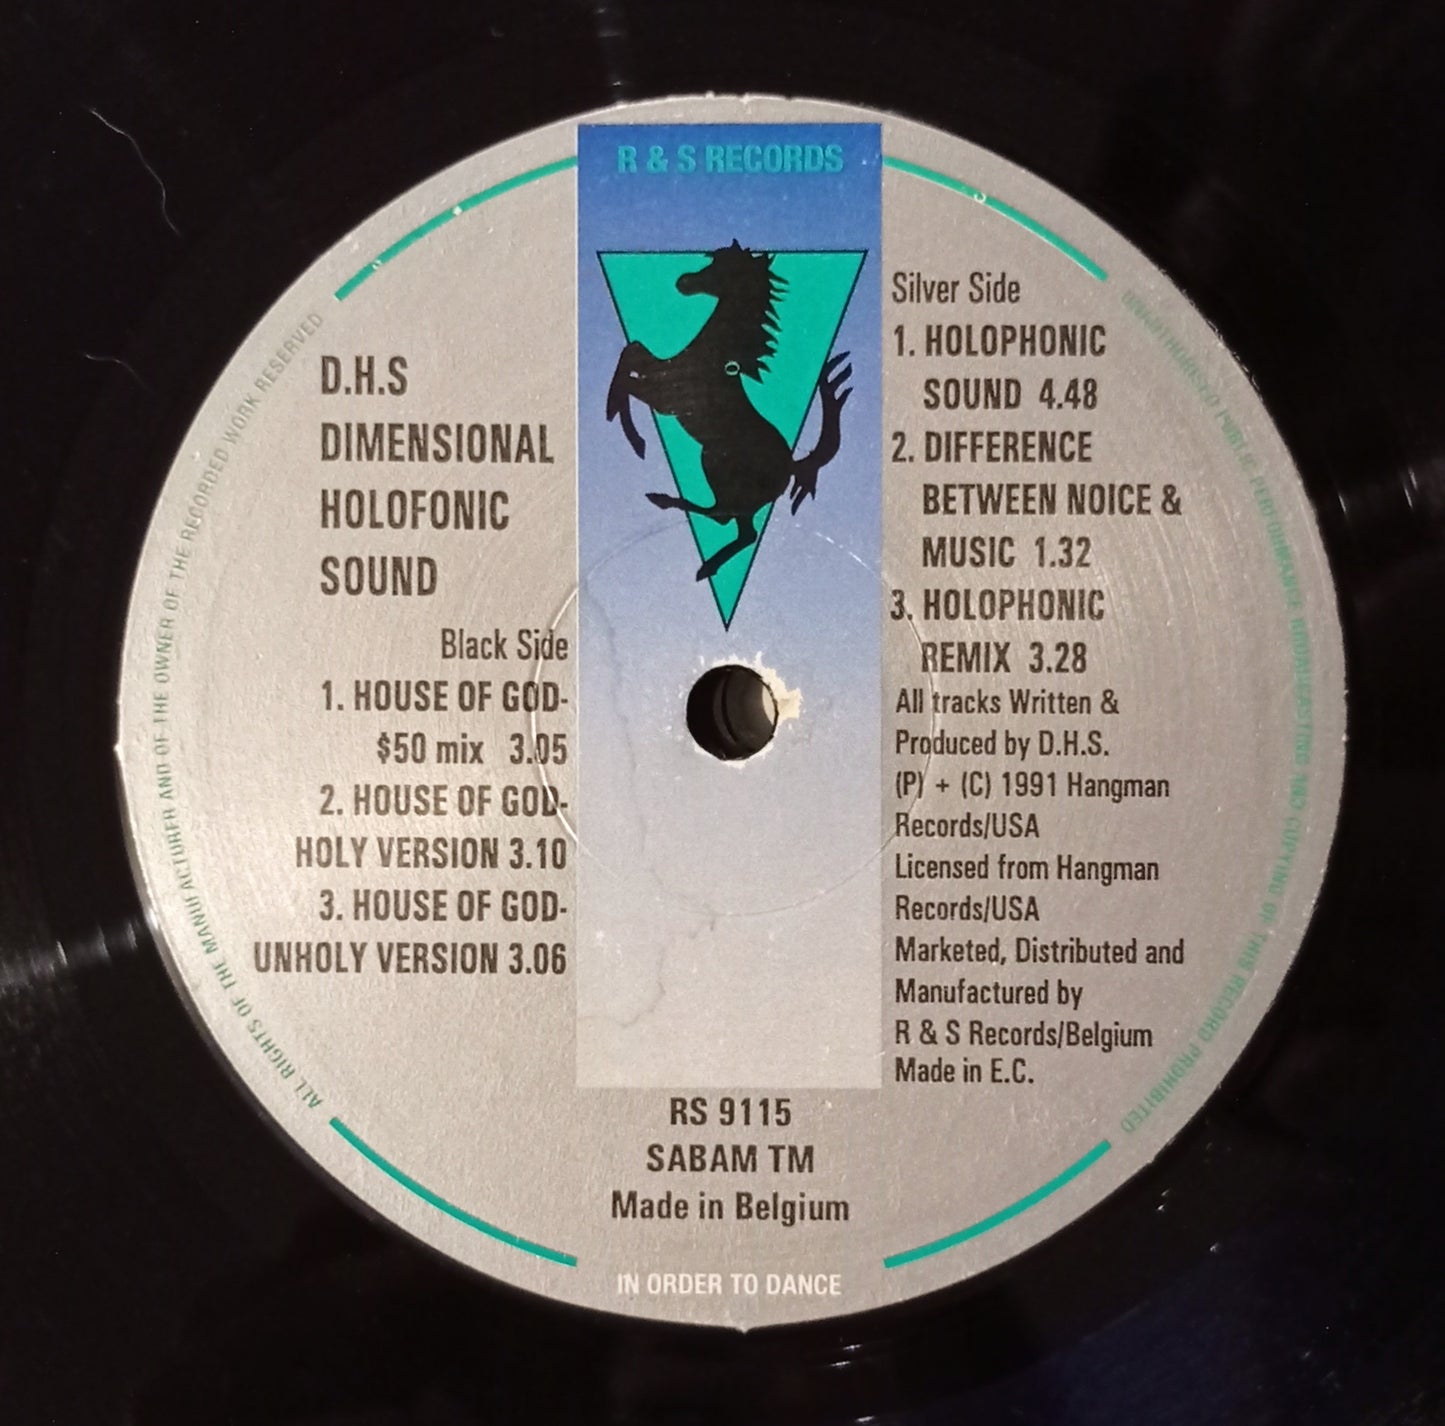 R & S RECORDS
D.H.S
DIMENSIONAL
HOLOFONIC
SOUND
Black Side
1. HOUSE OF GOD-
$50 mix 3.05
2. HOUSE OF GOD-
HOLY VERSION 3.10
3. HOUSE OF GOD-
UNHOLY VERSION 3.06
Silver Side
1. HOLOPHONIC
SOUND 4.48
2. DIFFERENCE
BETWEEN NOICE &
MUSIC 1.32
3. HOLOPHONIC
REMIX 3.28
All tracks Written &
Produced by D.H.S.
(P) + (C) 1991 Hangman
Records/USA
Licensed from Hangman
Records/USA
Marketed, Distributed and
Manufactured by
R & S Records/Belgium
Made in E.C.
RS 9115
SABAM TM
Made in Belgium
IN ORDER TO DANCE
ALL RIGHTS OF THE MANUFACTURER AND OF THE OWNER OF THE RECORDED WORK RESERVED
UNAUTHORISED PUBLIC PERFORMANCE BROADCASTING AND COPYING OF THIS RECORD PROHIBITED